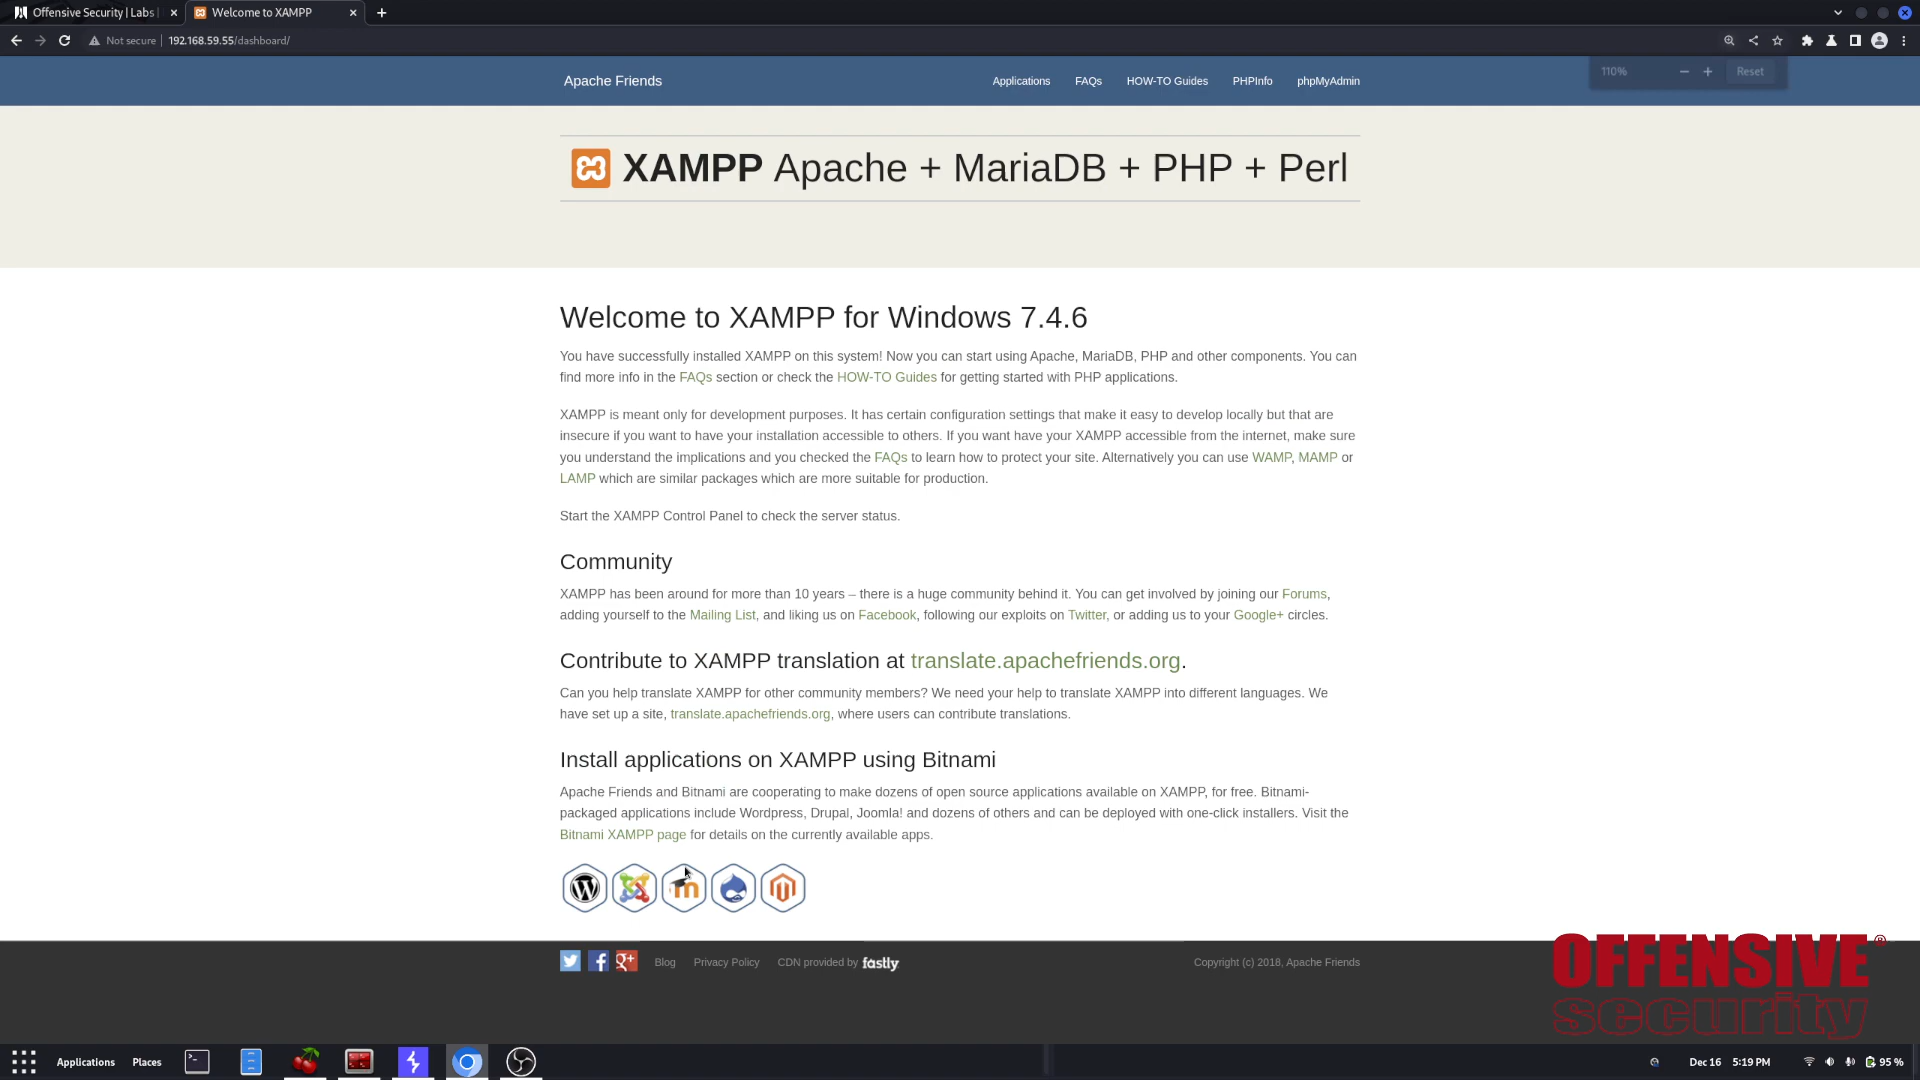 Offensive Security | Labs
Welcome to XAMPP
Not secure
192.168.59.55/dashboard/
Apache Friends
Applications
FAQs
HOW-TO Guides
PHPInfo
phpMyAdmin
110%
Reset
XAMPP Apache + MariaDB + PHP + Perl
Welcome to XAMPP for Windows 7.4.6
You have successfully installed XAMPP on this system! Now you can start using Apache, MariaDB, PHP and other components. You can
find more info in the FAQs section or check the HOW-TO Guides for getting started with PHP applications.
XAMPP is meant only for development purposes. It has certain configuration settings that make it easy to develop locally but that are
insecure if you want to have your installation accessible to others. If you want have your XAMPP accessible from the internet, make sure
you understand the implications and you checked the FAQs to learn how to protect your site. Alternatively you can use WAMP, MAMP or
LAMP which are similar packages which are more suitable for production.
Start the XAMPP Control Panel to check the server status.
Community
XAMPP has been around for more than 10 years – there is a huge community behind it. You can get involved by joining our Forums,
adding yourself to the Mailing List, and liking us on Facebook, following our exploits on Twitter, or adding us to your Google+ circles.
Contribute to XAMPP translation at translate.apachefriends.org.
Can you help translate XAMPP for other community members? We need your help to translate XAMPP into different languages. We
have set up a site, translate.apachefriends.org, where users can contribute translations.
Install applications on XAMPP using Bitnami
Apache Friends and Bitnami are cooperating to make dozens of open source applications available on XAMPP, for free. Bitnami-
packaged applications include Wordpress, Drupal, Joomla! and dozens of others and can be deployed with one-click installers. Visit the
Bitnami XAMPP page for details on the currently available apps.
Blog
Privacy Policy
CDN provided by fastly
Copyright (c) 2018, Apache Friends
OFFENSIVE®
security
Applications
Places
Dec 16 5:19 PM
95 %